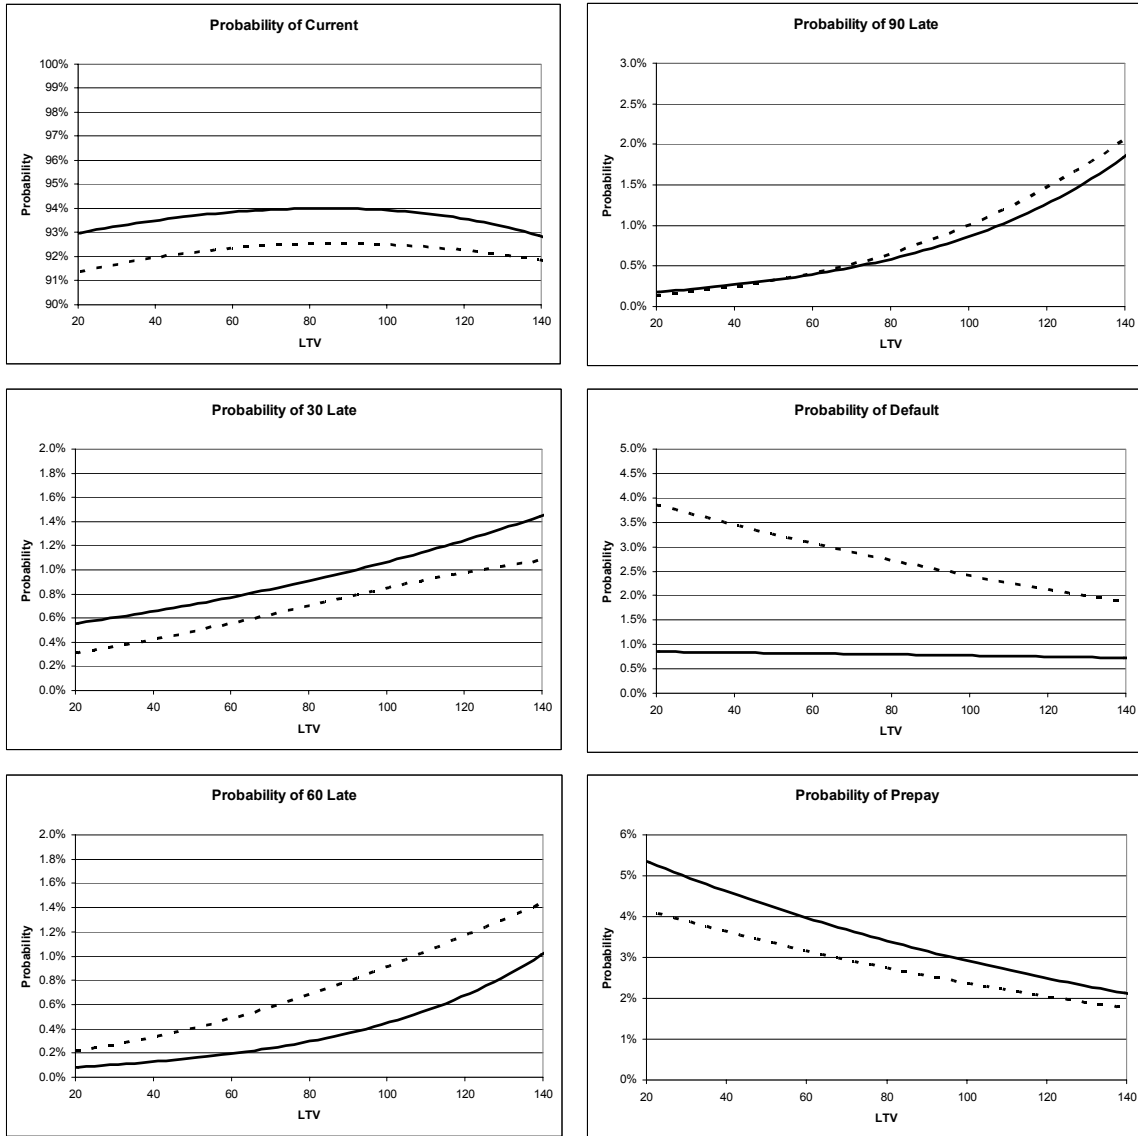 Probability of Current
100%
99%
98%
97%
96%
95%
94%
93%
92%
91%
90%
Probability
20 40 60 80 100 120 140
LTV
Probability of 90 Late
3.0%
2.5%
2.0%
1.5%
1.0%
0.5%
0.0%
Probability
20 40 60 80 100 120 140
LTV
Probability of 30 Late
2.0%
1.8%
1.6%
1.4%
1.2%
1.0%
0.8%
0.6%
0.4%
0.2%
0.0%
Probability
20 40 60 80 100 120 140
LTV
Probability of Default
5.0%
4.5%
4.0%
3.5%
3.0%
2.5%
2.0%
1.5%
1.0%
0.5%
0.0%
Probability
20 40 60 80 100 120 140
LTV
Probability of 60 Late
2.0%
1.8%
1.6%
1.4%
1.2%
1.0%
0.8%
0.6%
0.4%
0.2%
0.0%
Probability
20 40 60 80 100 120 140
LTV
Probability of Prepay
6%
5%
4%
3%
2%
1%
0%
Probability
20 40 60 80 100 120 140
LTV